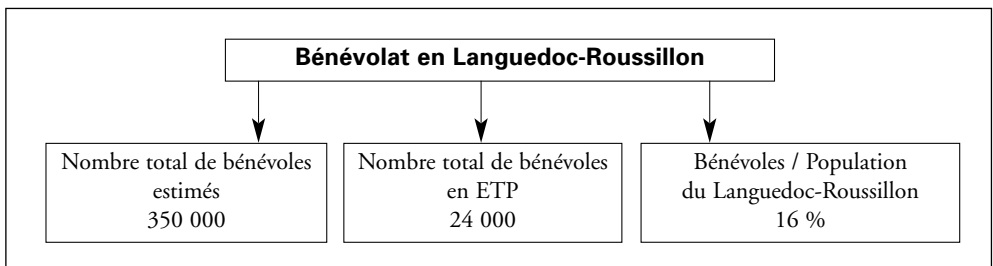 Bénévolat en Languedoc-Roussillon
Nombre total de bénévoles
estimés
350 000
Nombre total de bénévoles
en ETP
24 000
Bénévoles / Population
du Languedoc-Roussillon
16 %